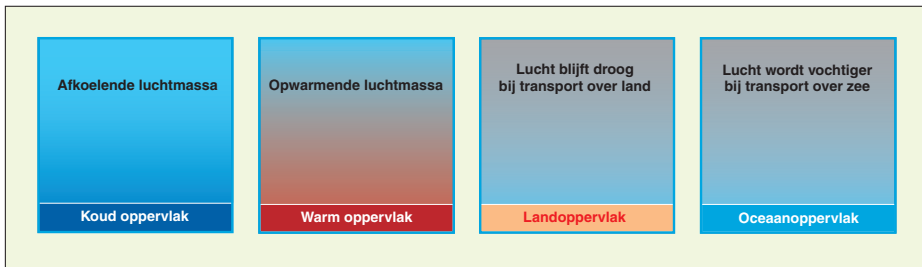 Afkoelende luchtmassa
Koud oppervlak
Opwarmende luchtmassa
Warm oppervlak
Lucht blijft droog
bij transport over land
Landoppervlak
Lucht wordt vochtiger
bij transport over zee
Oceaanoppervlak